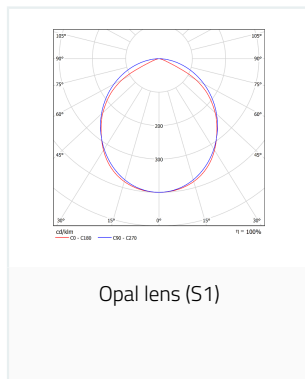 105° 105°
90° 90°
75° 75°
60° 60°
200
45° 45°
300
30° 15° 0° 15° 30°
cd/klm η = 100%
C0 - C180 C90 - C270
Opal lens (S1)